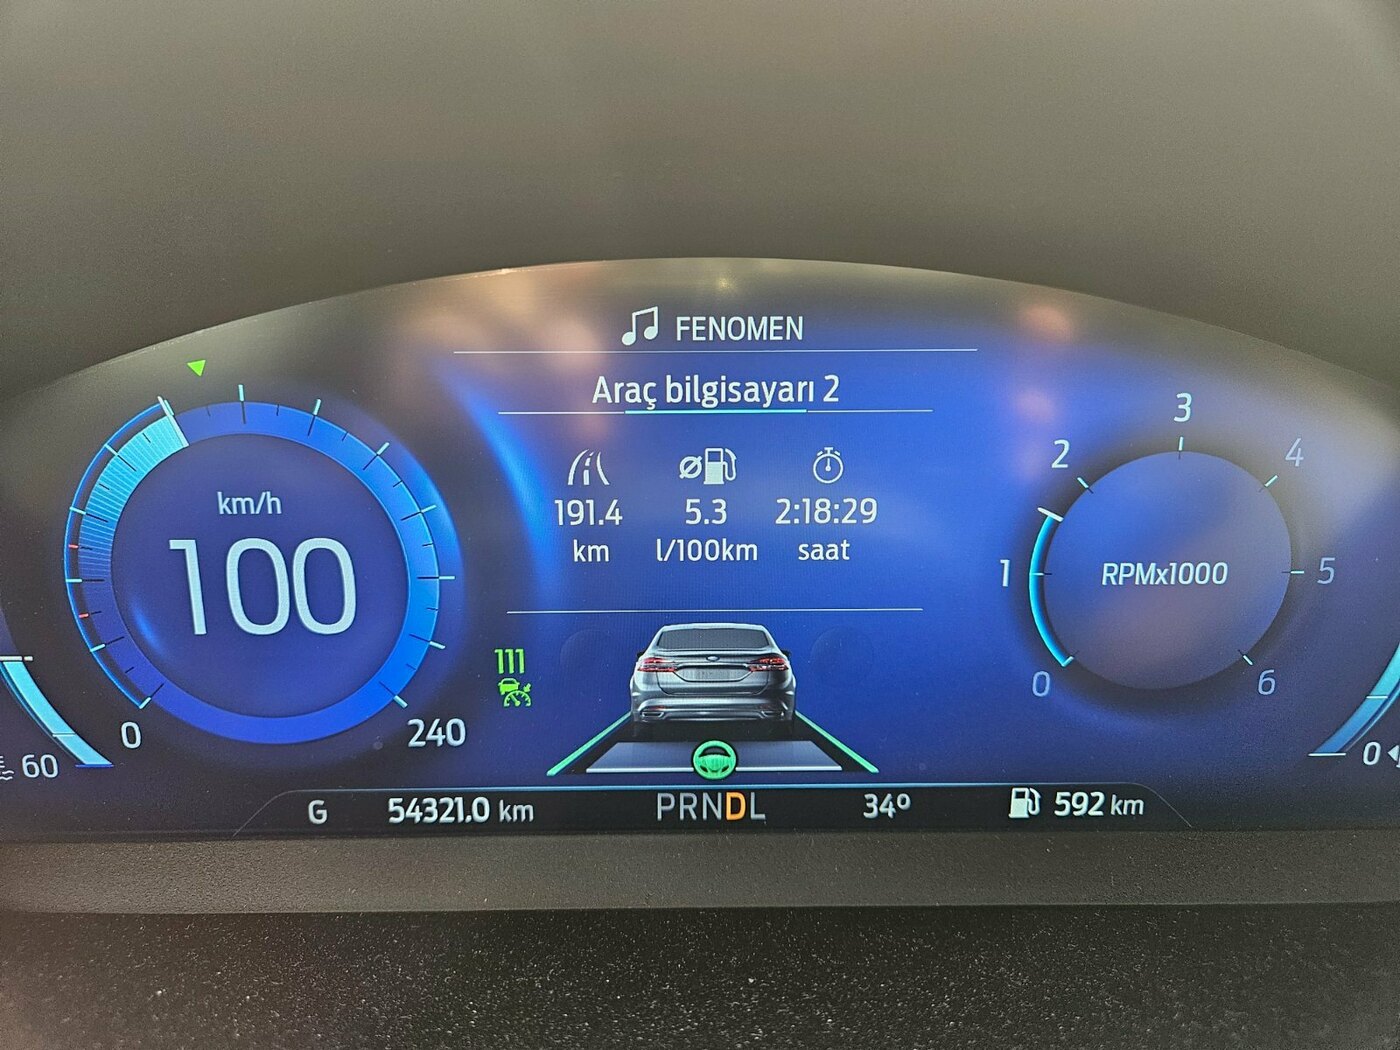 FENOMEN
Araç bilgisayarı 2
191.4 5.3 2:18:29
km l/100km saat
km/h
100
0
240
60
111
0
1
2
3
4
5
6
RPMx1000
0
G 54321.0 km PRNDL 34° 592 km